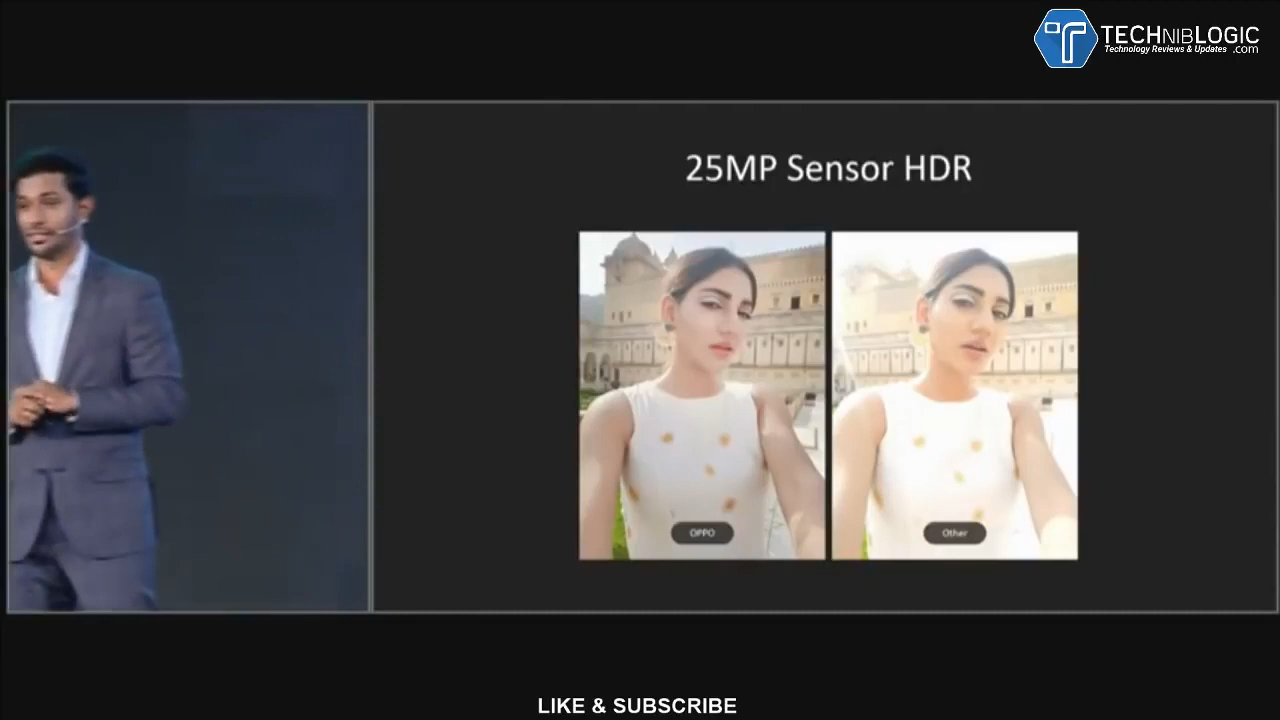 TECHNIBLOGIC
Technology Reviews & Updates .com
25MP Sensor HDR
OPPO
Other
LIKE & SUBSCRIBE